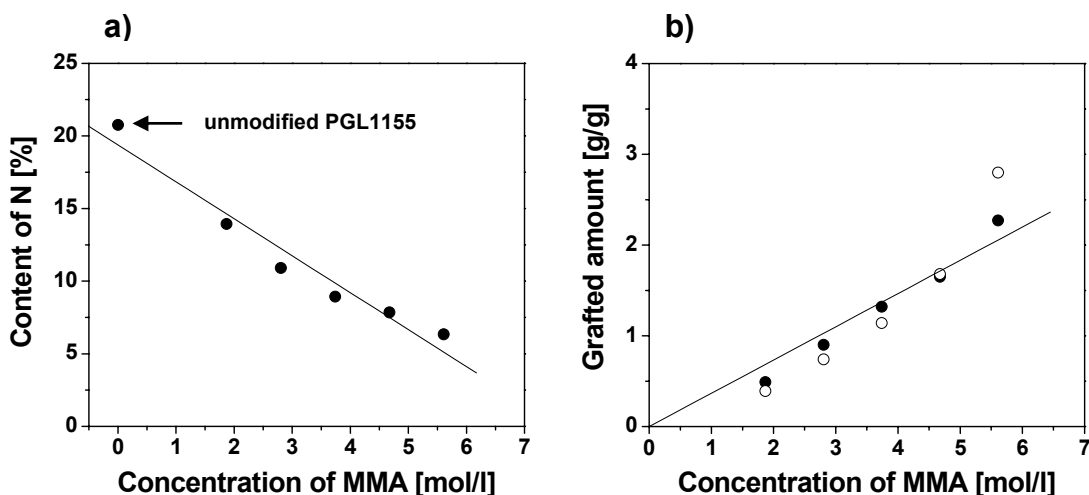 a)
Content of N [%]
25
20
15
10
5
0
unmodified PGL1155
0 1 2 3 4 5 6 7
Concentration of MMA [mol/l]
b)
Grafted amount [g/g]
4
3
2
1
0
0 1 2 3 4 5 6 7
Concentration of MMA [mol/l]